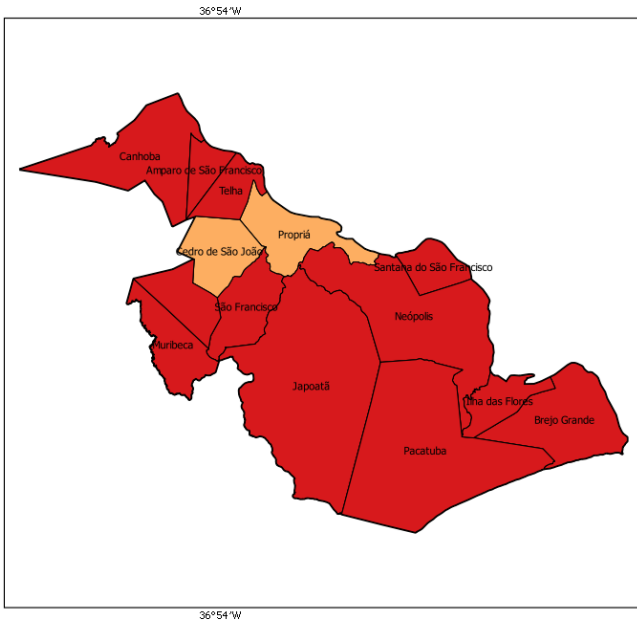 36°54'W
Canhoba
Amparo de São Francisco
Telha
Propriá
Cedro de São João
Santana do São Francisco
São Francisco
Neópolis
Muribeca
Japoatã
Ilha das Flores
Brejo Grande
Pacatuba
36°54'W